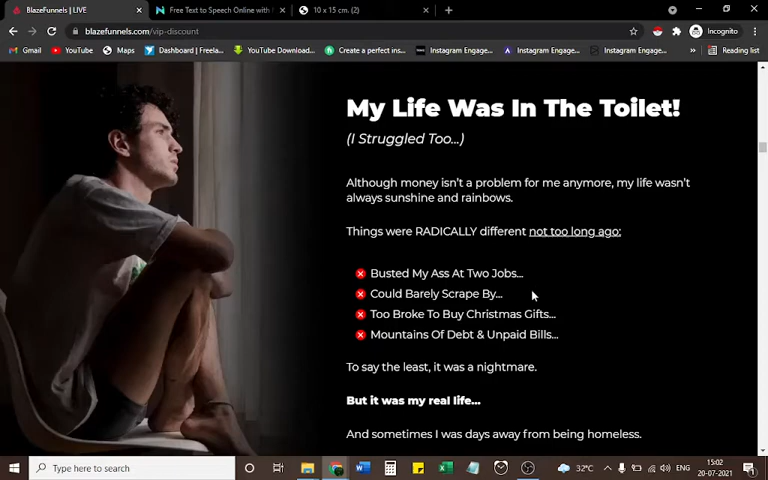 BlazeFunnels | LIVE
Free Text to Speech Online with
10 x 15 cm. (2)
blazefunnels.com/vip-discount
Incognito
Gmail
YouTube
Maps
Dashboard | Freela...
YouTube Download...
Create a perfect ins...
Instagram Engage...
Instagram Engage...
Instagram Engage...
Reading list
My Life Was In The Toilet!
(I Struggled Too...)
Although money isn't a problem for me anymore, my life wasn't
always sunshine and rainbows.
Things were RADICALLY different not too long ago:
Busted My Ass At Two Jobs...
Could Barely Scrape By...
Too Broke To Buy Christmas Gifts...
Mountains Of Debt & Unpaid Bills...
To say the least, it was a nightmare.
But it was my real life...
And sometimes I was days away from being homeless.
Type here to search
32°C
ENG
15:02
20-07-2021